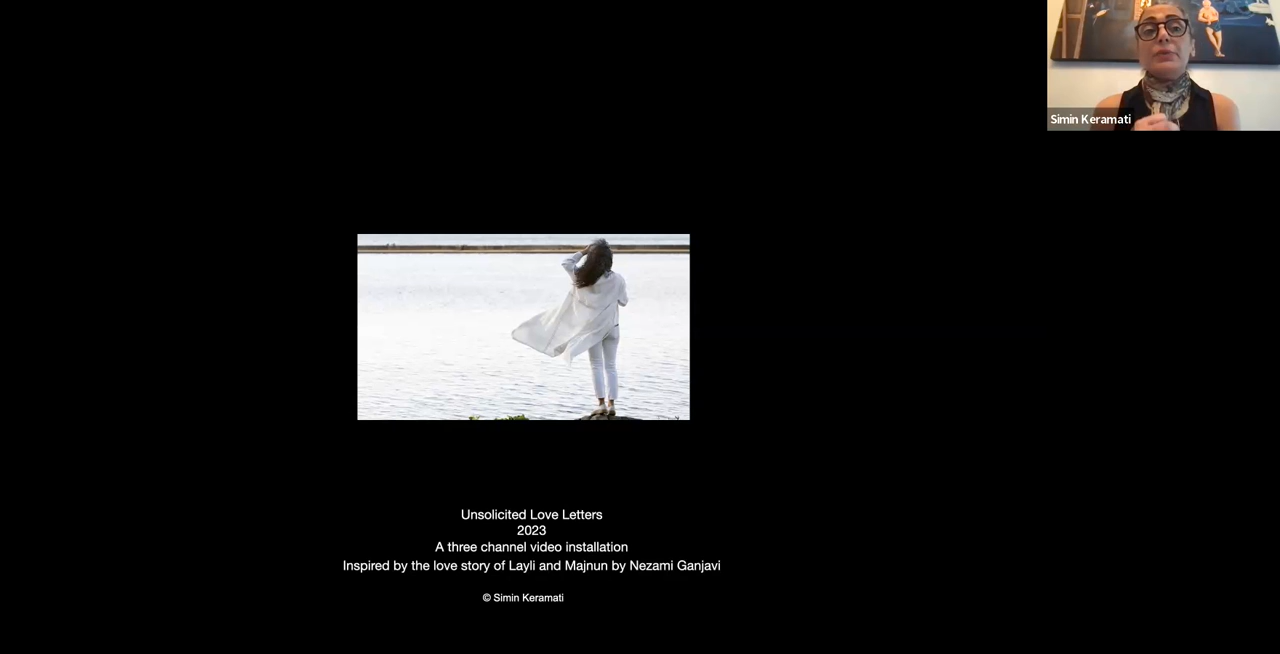 Simin Keramati
Unsolicited Love Letters
2023
A three channel video installation
Inspired by the love story of Layli and Majnun by Nezami Ganjavi
© Simin Keramati